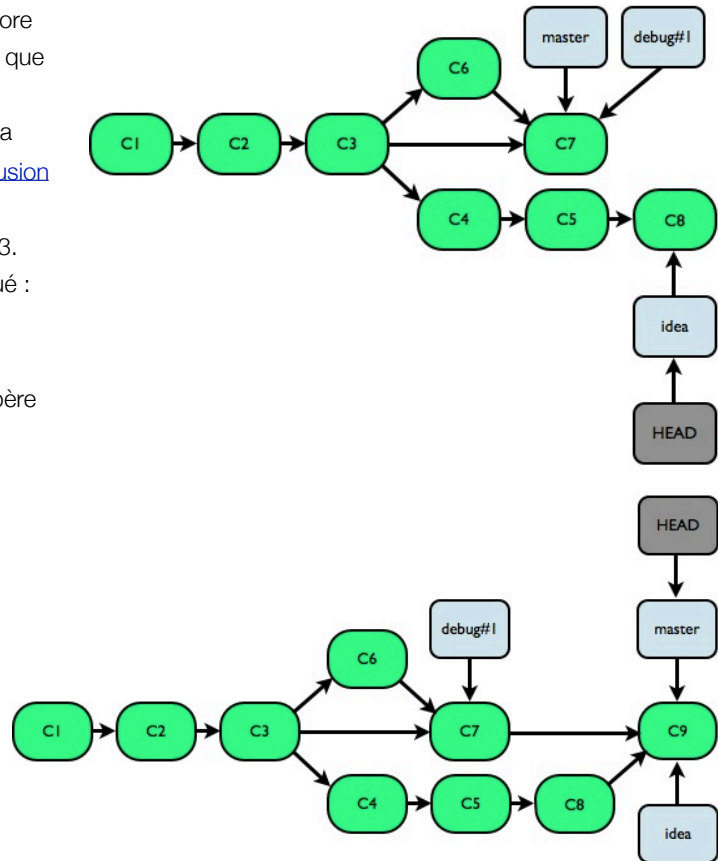 ore
que
a
usion
3.
ué :
père
master
debug#1
C6
C1
C2
C3
C7
C4
C5
C8
idea
HEAD
HEAD
debug#1
master
C6
C1
C2
C3
C7
C9
C4
C5
C8
idea